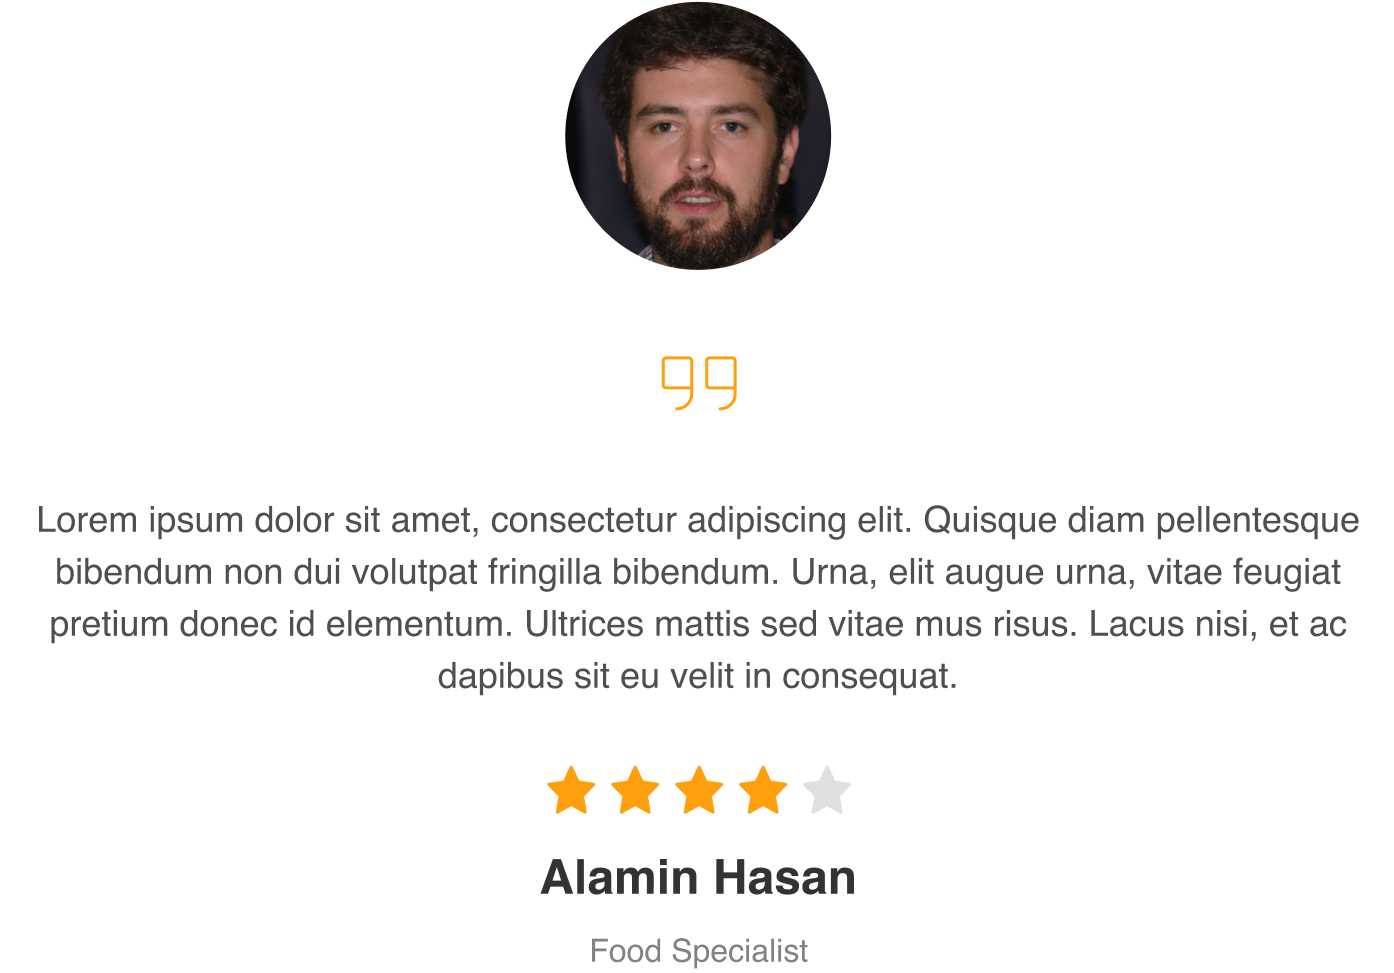 Lorem ipsum dolor sit amet, consectetur adipiscing elit. Quisque diam pellentesque
bibendum non dui volutpat fringilla bibendum. Urna, elit augue urna, vitae feugiat
pretium donec id elementum. Ultrices mattis sed vitae mus risus. Lacus nisi, et ac
dapibus sit eu velit in consequat.
Alamin Hasan
Food Specialist